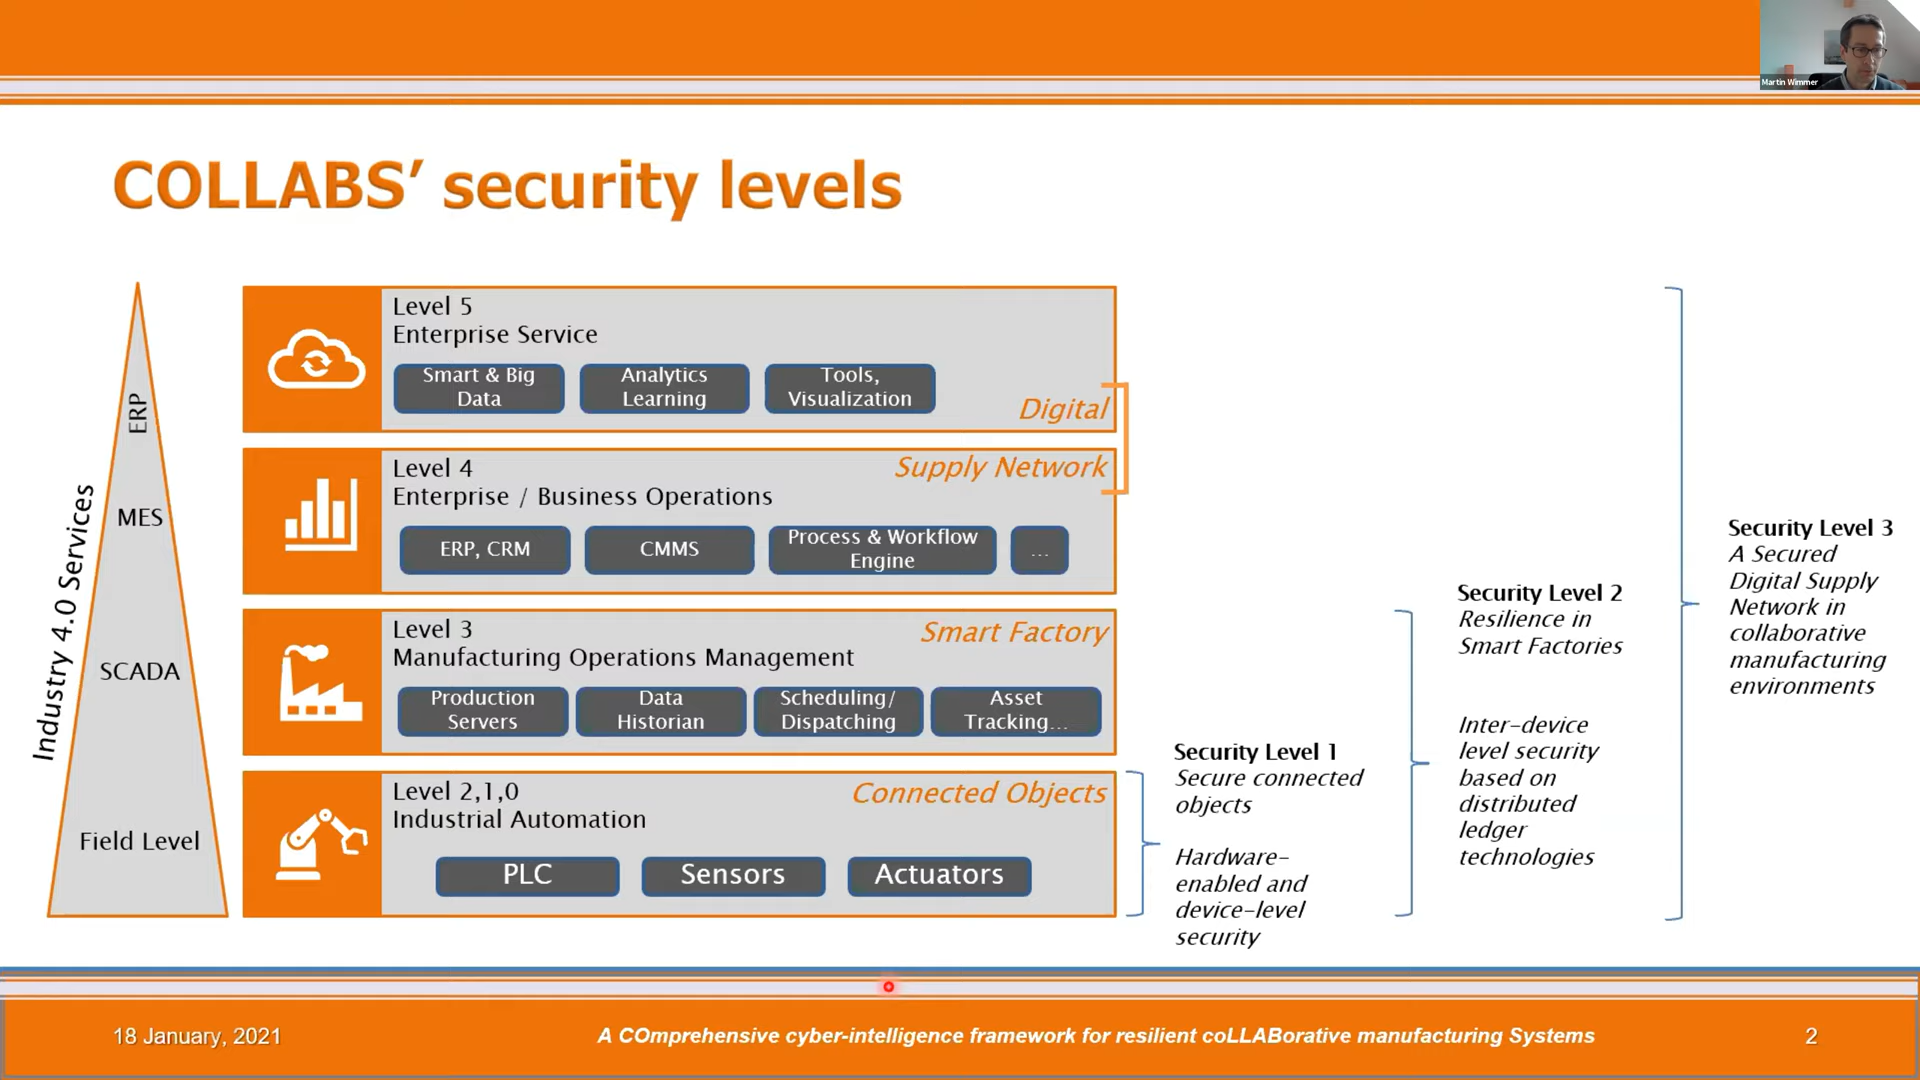 Martin Wimmer
COLLABS’ security levels
Industry 4.0 Services
ERP
MES
SCADA
Field Level
Level 5
Enterprise Service
Smart & Big
Data
Analytics
Learning
Tools,
Visualization
Digital
Supply Network
Level 4
Enterprise / Business Operations
ERP, CRM
CMMS
Process & Workflow
Engine
...
Level 3
Smart Factory
Manufacturing Operations Management
Production
Servers
Data
Historian
Scheduling/
Dispatching
Asset
Tracking...
Level 2,1,0
Connected Objects
Industrial Automation
PLC
Sensors
Actuators
Security Level 1
Secure connected
objects
Hardware-
enabled and
device-level
security
Security Level 2
Resilience in
Smart Factories
Inter-device
level security
based on
distributed
ledger
technologies
Security Level 3
A Secured
Digital Supply
Network in
collaborative
manufacturing
environments
18 January, 2021
A COmprehensive cyber-intelligence framework for resilient coLLABorative manufacturing Systems
2